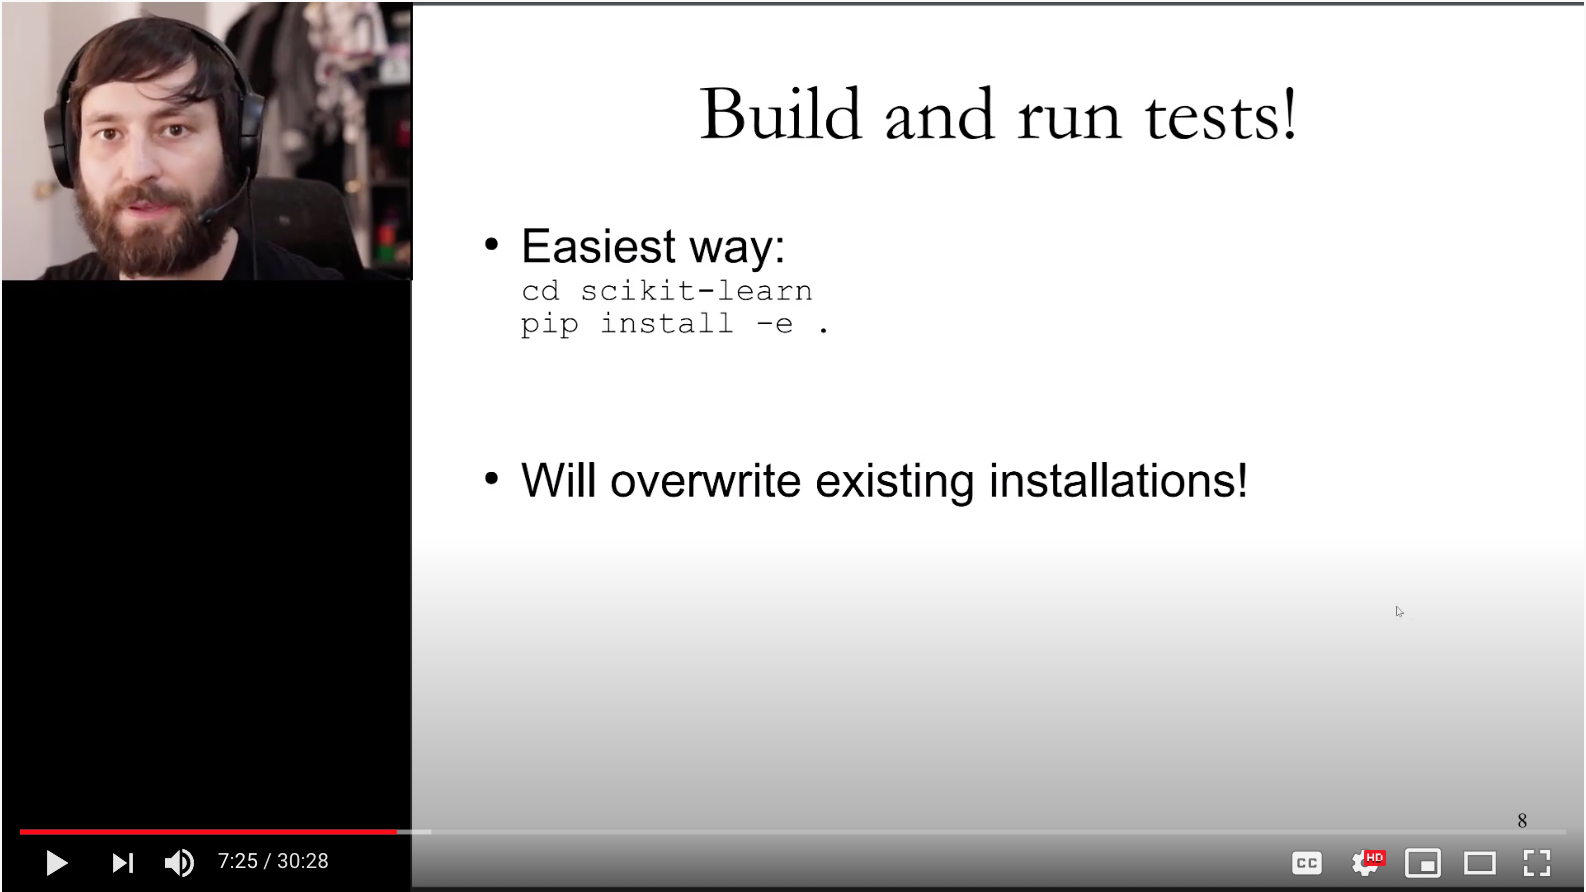 Build and run tests!
• Easiest way:
cd scikit-learn
pip install -e .
• Will overwrite existing installations!
8
7:25 / 30:28
CC
HD